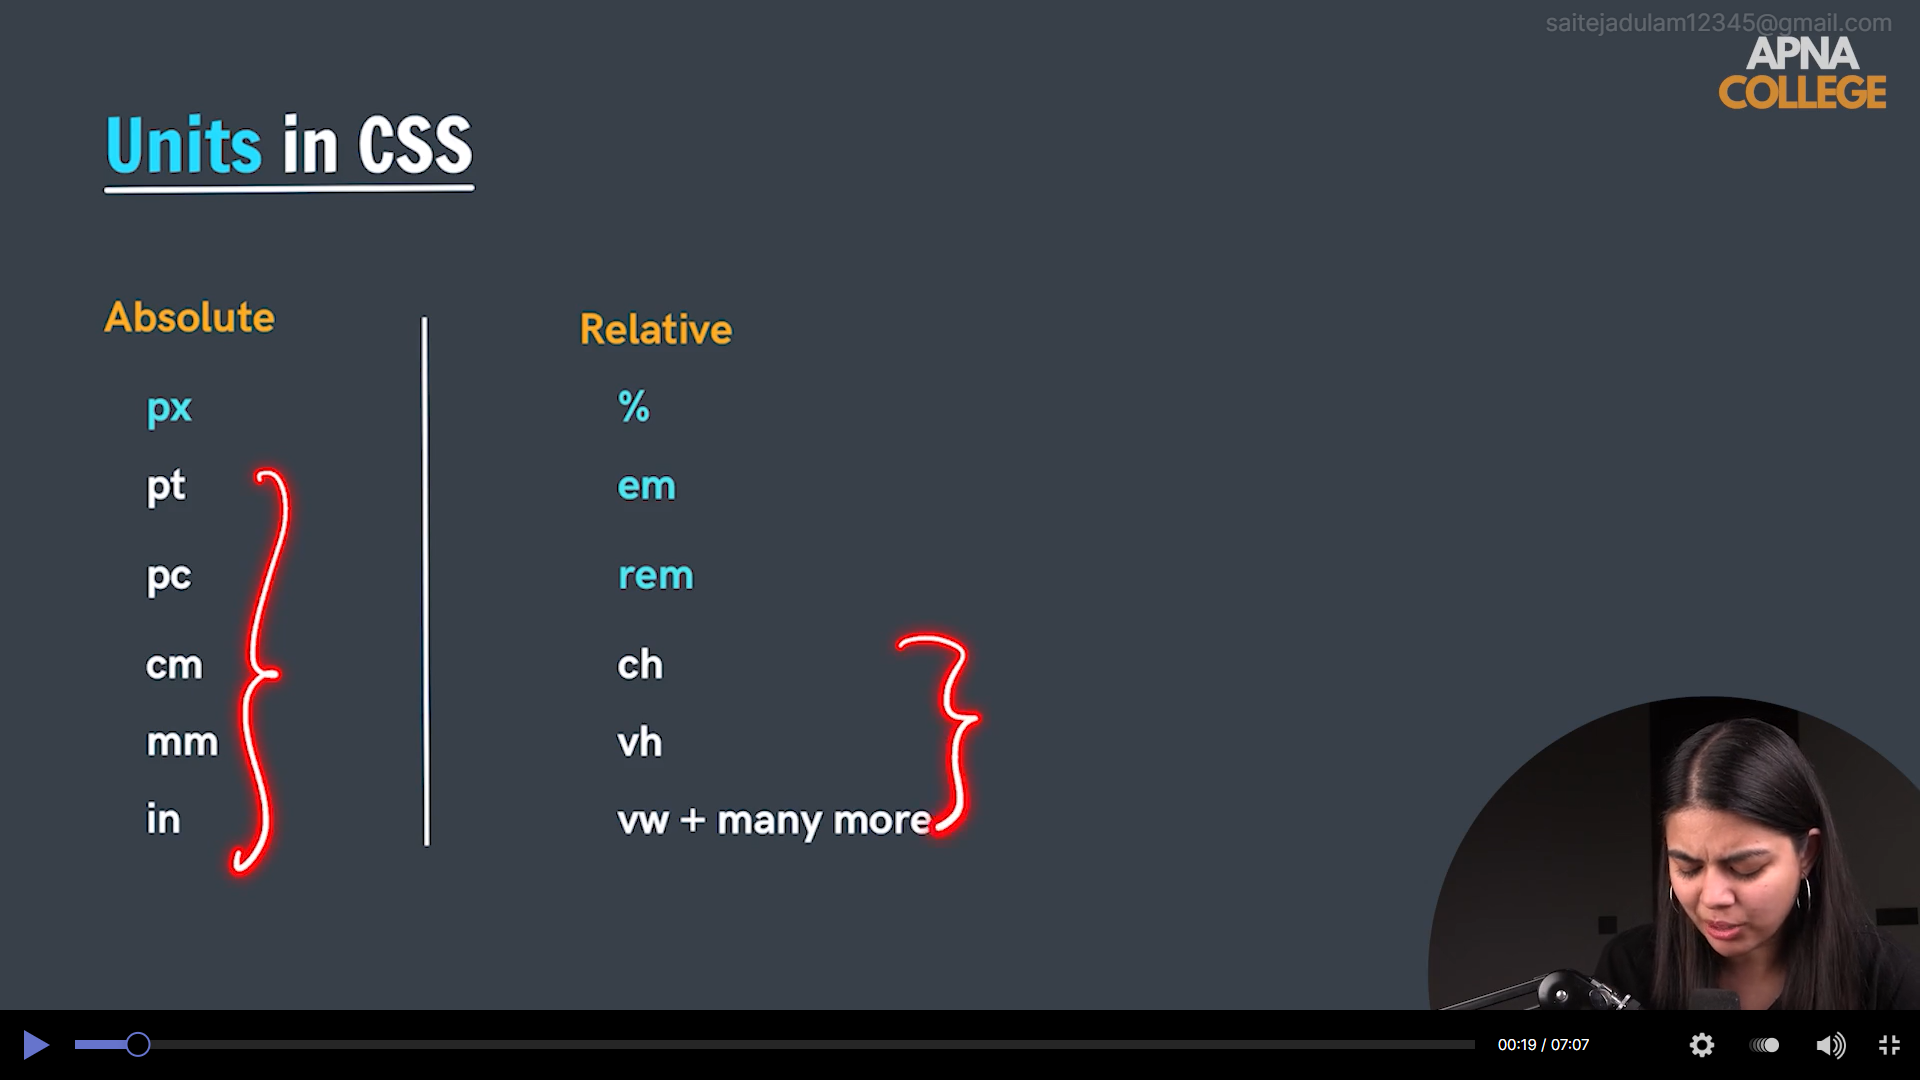 saitejadulam12345@gmail.com
APNA
COLLEGE
Units in CSS
Absolute
px
pt
pc
cm
mm
in
Relative
%
em
rem
ch
vh
vw + many more
00:19 / 07:07